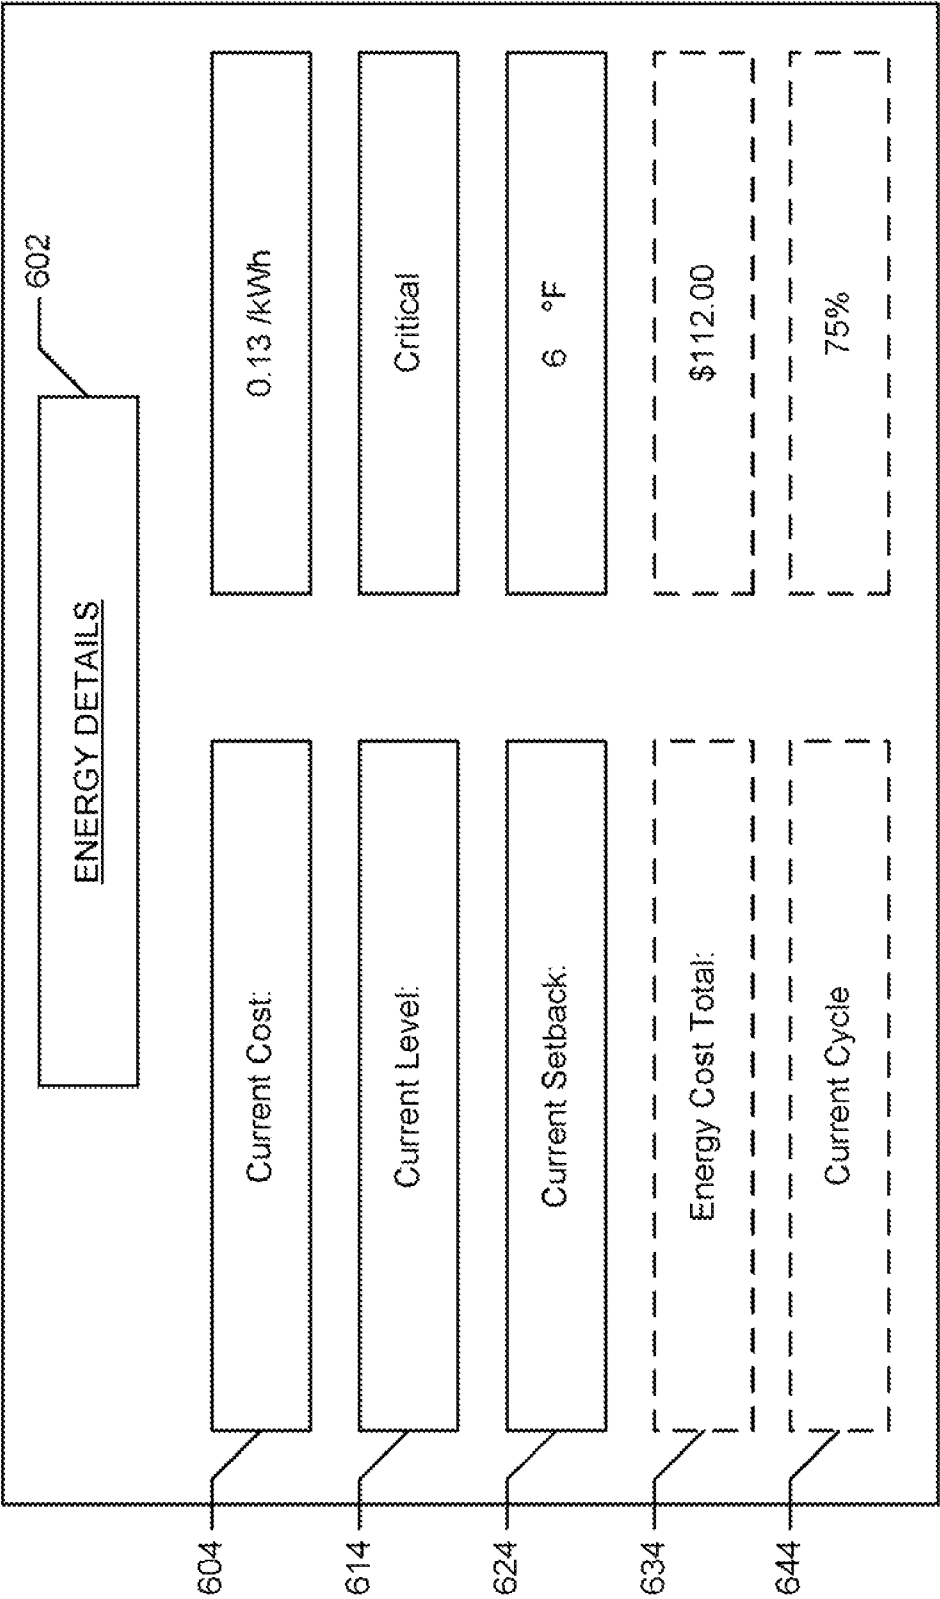 ENERGY DETAILS
602
604
Current Cost:
0.13 /kWh
614
Current Level:
Critical
624
Current Setback:
6 °F
634
Energy Cost Total:
$112.00
644
Current Cycle
75%